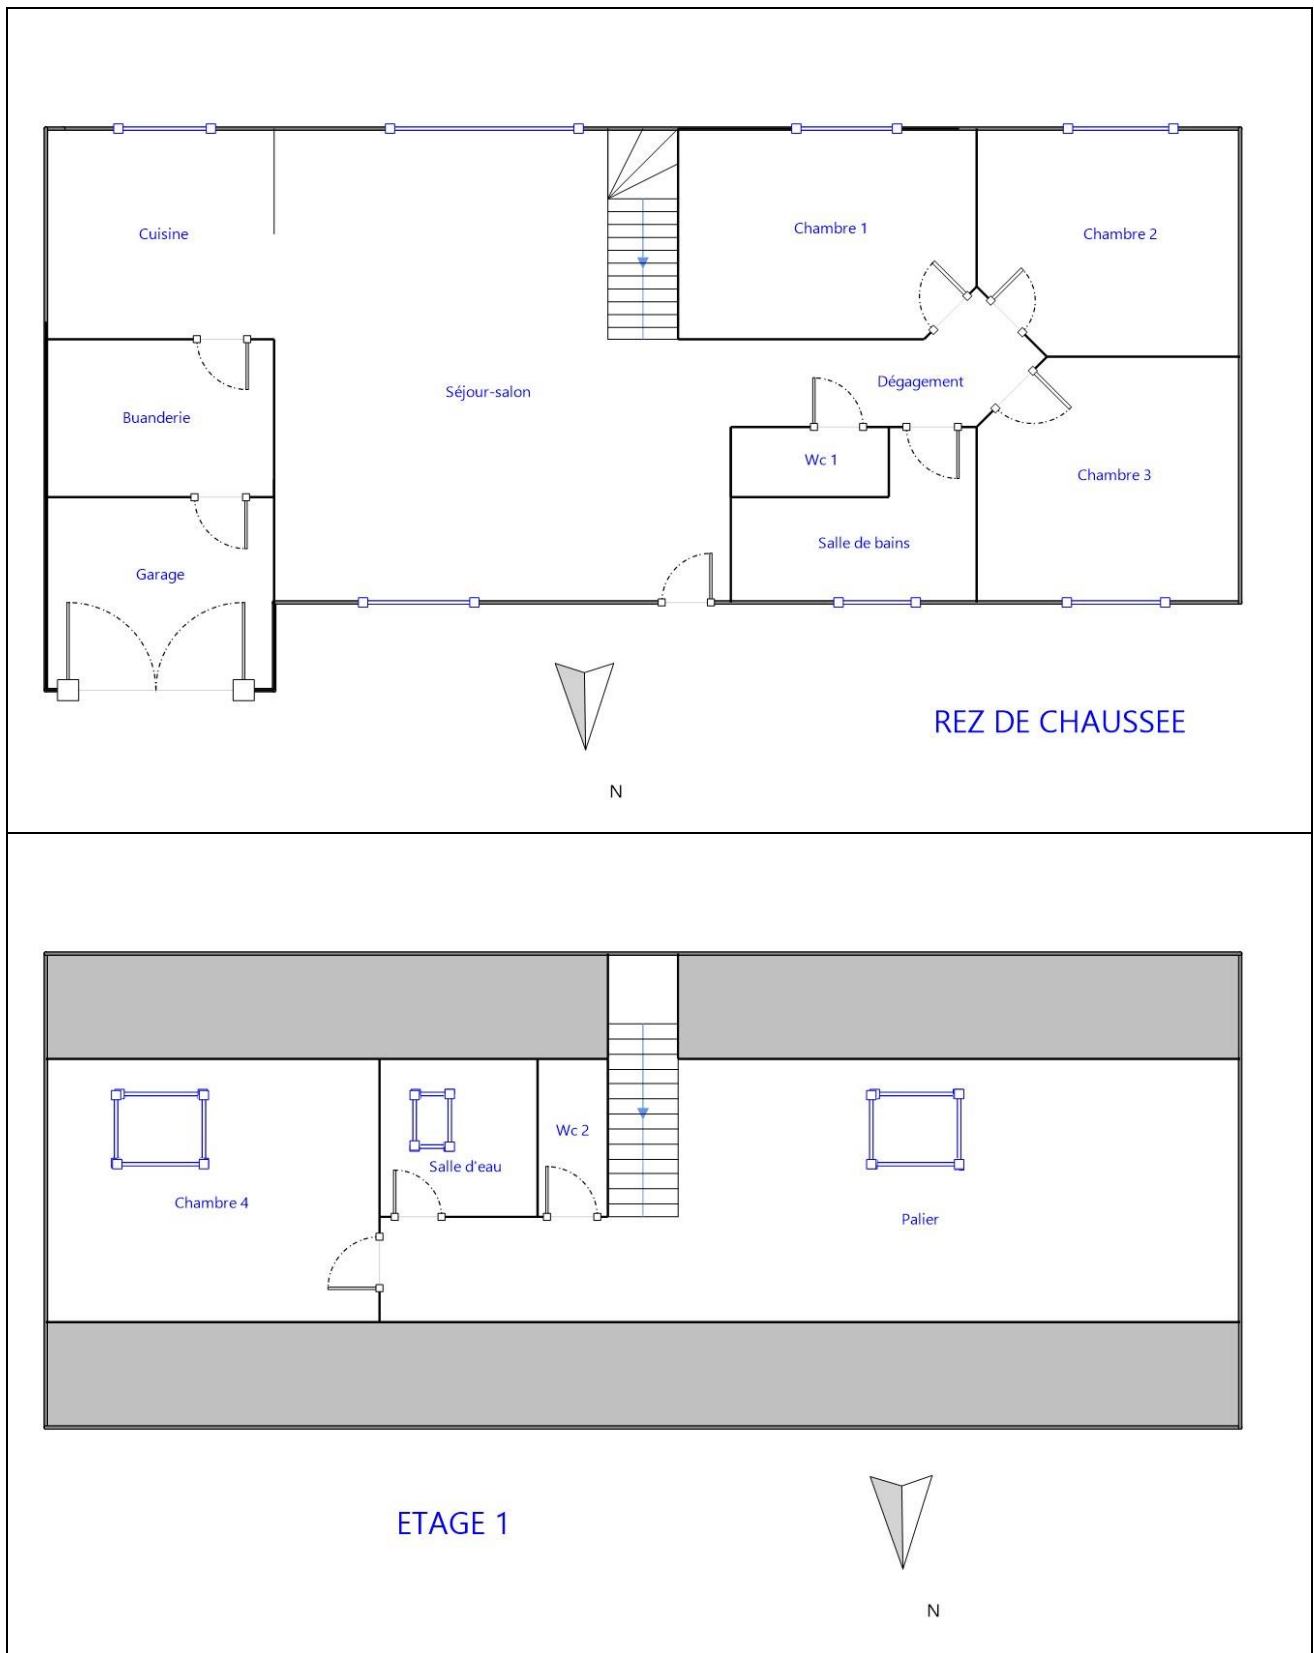 Cuisine
Chambre 1
Chambre 2
Séjour-salon
Dégagement
Buanderie
Wc 1
Chambre 3
Salle de bains
Garage
REZ DE CHAUSSEE
N
Wc 2
Salle d'eau
Chambre 4
Palier
ETAGE 1
N